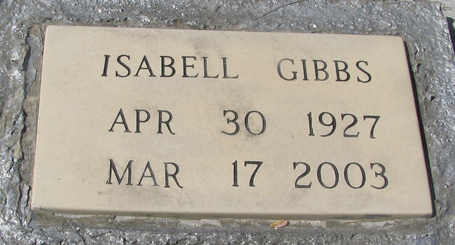 ISABELL GIBBS
APR 30 1927
MAR 17 2003